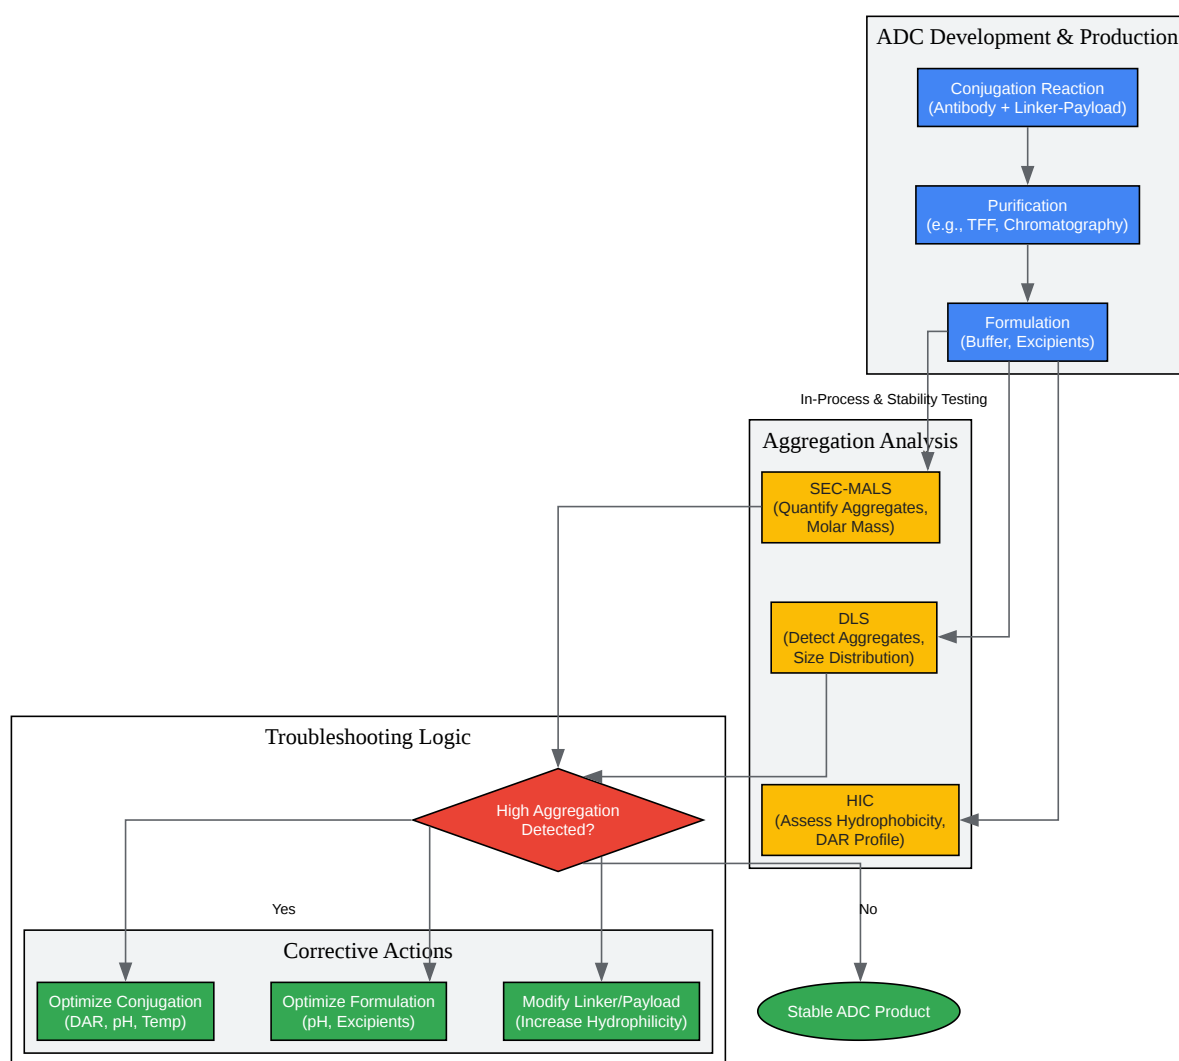 ADC Development & Production
Conjugation Reaction
(Antibody + Linker-Payload)
Purification
(e.g., TFF, Chromatography)
Formulation
(Buffer, Excipients)
In-Process & Stability Testing
Aggregation Analysis
SEC-MALS
(Quantify Aggregates,
Molar Mass)
DLS
(Detect Aggregates,
Size Distribution)
HIC
(Assess Hydrophobicity,
DAR Profile)
Troubleshooting Logic
High Aggregation
Detected?
Yes
No
Corrective Actions
Optimize Conjugation
(DAR, pH, Temp)
Optimize Formulation
(pH, Excipients)
Modify Linker/Payload
(Increase Hydrophilicity)
Stable ADC Product